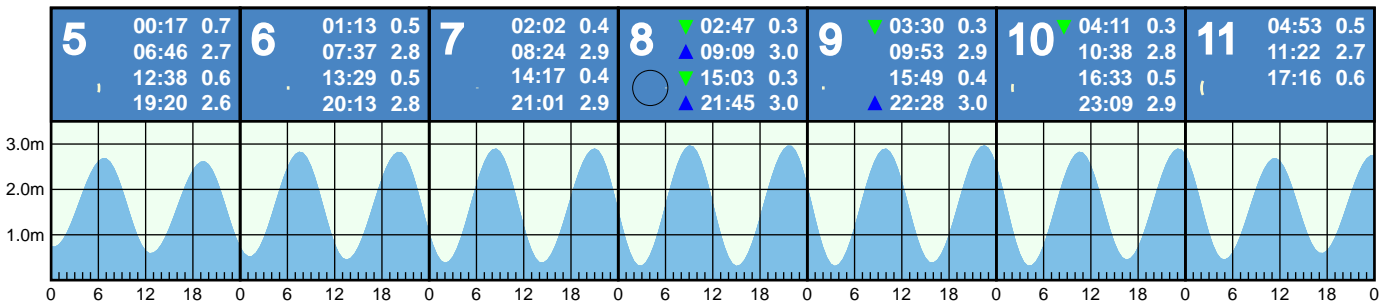 5
00:17 0.7
06:46 2.7
12:38 0.6
19:20 2.6
6
01:13 0.5
07:37 2.8
13:29 0.5
20:13 2.8
7
02:02 0.4
08:24 2.9
14:17 0.4
21:01 2.9
8
▼ 02:47 0.3
▲ 09:09 3.0
▼ 15:03 0.3
▲ 21:45 3.0
9
▼ 03:30 0.3
09:53 2.9
15:49 0.4
▲ 22:28 3.0
10
▼ 04:11 0.3
10:38 2.8
16:33 0.5
23:09 2.9
11
04:53 0.5
11:22 2.7
17:16 0.6
3.0m
2.0m
1.0m
0 6 12 18 0 6 12 18 0 6 12 18 0 6 12 18 0 6 12 18 0 6 12 18 0 6 12 18 0